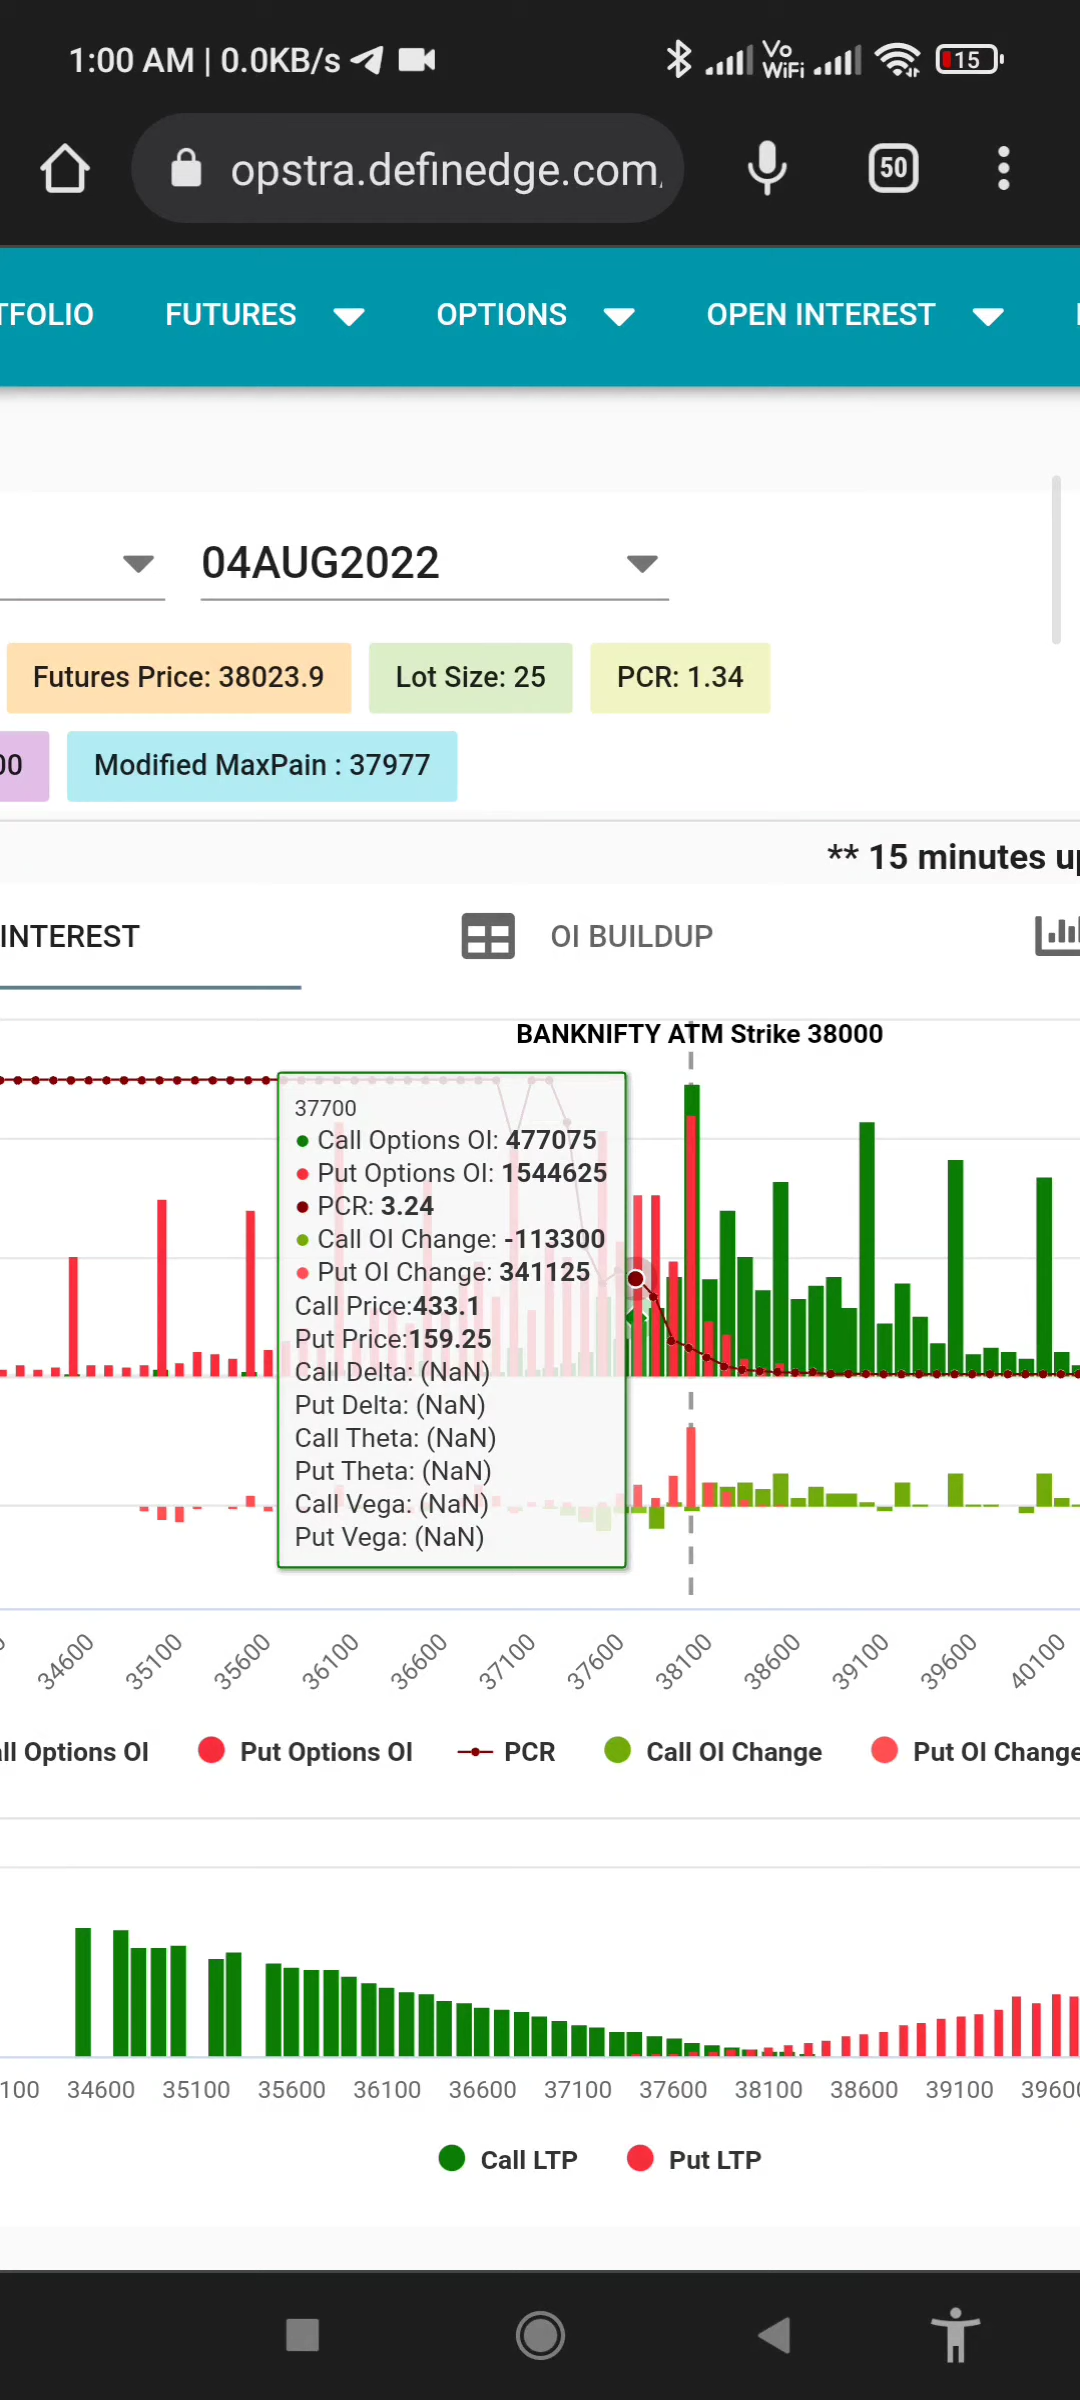 1:00 AM | 0.0KB/s
Vo WiFi
15
opstra.definedge.com
50
TFOLIO FUTURES OPTIONS OPEN INTEREST
04AUG2022
Futures Price: 38023.9 Lot Size: 25 PCR: 1.34
00 Modified MaxPain : 37977
** 15 minutes up
INTEREST OI BUILDUP
BANKNIFTY ATM Strike 38000
37700
Call Options OI: 477075
Put Options OI: 1544625
PCR: 3.24
Call OI Change: -113300
Put OI Change: 341125
Call Price:433.1
Put Price:159.25
Call Delta: (NaN)
Put Delta: (NaN)
Call Theta: (NaN)
Put Theta: (NaN)
Call Vega: (NaN)
Put Vega: (NaN)
34600 35100 35600 36100 36600 37100 37600 38100 38600 39100 39600 40100
all Options OI Put Options OI PCR Call OI Change Put OI Change
100 34600 35100 35600 36100 36600 37100 37600 38100 38600 39100 3960
Call LTP Put LTP